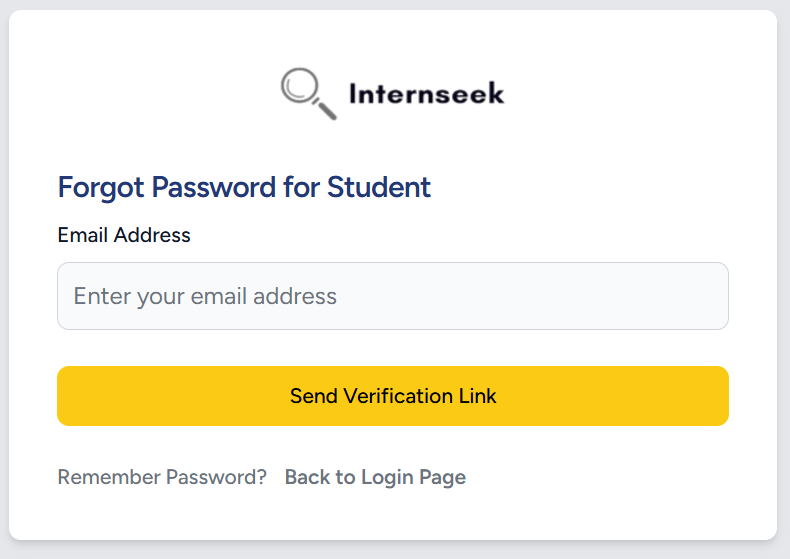 Internseek
Forgot Password for Student
Email Address
Enter your email address
Send Verification Link
Remember Password? Back to Login Page